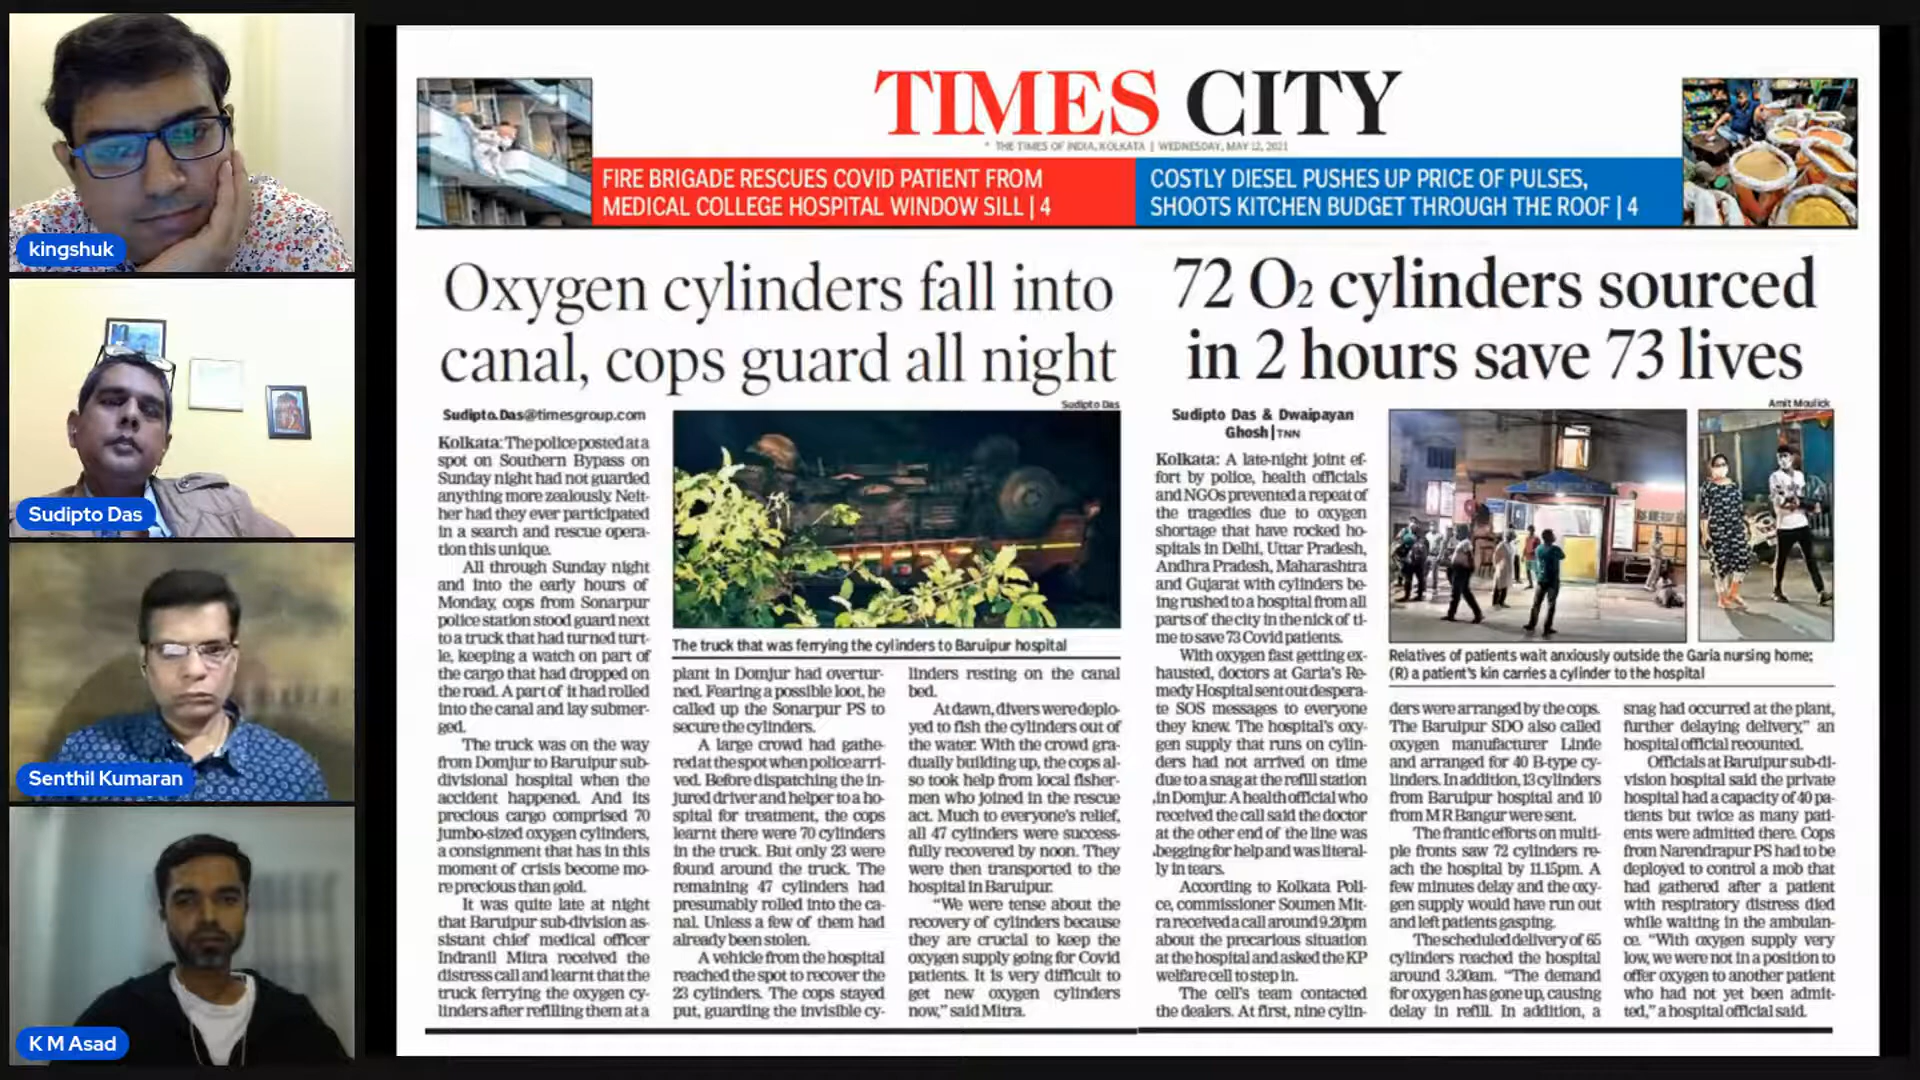 kingshuk
Sudipto Das
Senthil Kumaran
K M Asad
TIMES CITY
* THE TIMES OF INDIA, KOLKATA | WEDNESDAY, MAY 12, 2021
FIRE BRIGADE RESCUES COVID PATIENT FROM
MEDICAL COLLEGE HOSPITAL WINDOW SILL | 4
COSTLY DIESEL PUSHES UP PRICE OF PULSES,
SHOOTS KITCHEN BUDGET THROUGH THE ROOF | 4
Oxygen cylinders fall into
canal, cops guard all night
Sudipto Das
Sudipto.Das@timesgroup.com
Kolkata: The police posted at a
spot on Southern Bypass on
Sunday night had not guarded
anything more zealously. Neit-
her had they ever participated
in a search and rescue opera-
tion this unique.
All through Sunday night
and into the early hours of
Monday, cops from Sonarpur
police station stood guard next
to a truck that had turned turt-
le, keeping a watch on part of
the cargo that had dropped on
the road. A part of it had rolled
into the canal and lay submer-
ged.
The truck was on the way
from Domjur to Baruipur sub-
divisional hospital when the
accident happened. And its
precious cargo comprised 70
jumbo-sized oxygen cylinders,
a consignment that has in this
moment of crisis become mo-
re precious than gold.
It was quite late at night
that Baruipur sub-division as-
sistant chief medical officer
Indranil Mitra received the
distress call and learnt that the
truck ferrying the oxygen cy-
linders after refilling them at a
The truck that was ferrying the cylinders to Baruipur hospital
plant in Domjur had overtur-
ned. Fearing a possible loot, he
called up the Sonarpur PS to
secure the cylinders.
A large crowd had gathe-
red at the spot when police arri-
ved. Before dispatching the in-
jured driver and helper to a ho-
spital for treatment, the cops
learnt there were 70 cylinders
in the truck. But only 23 were
found around the truck. The
remaining 47 cylinders had
presumably rolled into the ca-
nal. Unless a few of them had
already been stolen.
A vehicle from the hospital
reached the spot to recover the
23 cylinders. The cops stayed
put, guarding the invisible cy-
linders resting on the canal
bed.
At dawn, divers were deplo-
yed to fish the cylinders out of
the water. With the crowd gra-
dually building up, the cops al-
so took help from local fisher-
men who joined in the rescue
act. Much to everyone's relief,
all 47 cylinders were success-
fully recovered by noon. They
were then transported to the
hospital in Baruipur.
"We were tense about the
recovery of cylinders because
they are crucial to keep the
oxygen supply going for Covid
patients. It is very difficult to
get new oxygen cylinders
now," said Mitra.
72 O2 cylinders sourced
in 2 hours save 73 lives
Amit Moulick
Sudipto Das & Dwaipayan
Ghosh | TNN
Kolkata: A late-night joint ef-
fort by police, health officials
and NGOs prevented a repeat of
the tragedies due to oxygen
shortage that have rocked ho-
spitals in Delhi, Uttar Pradesh,
Andhra Pradesh, Maharashtra
and Gujarat with cylinders be-
ing rushed to a hospital from all
parts of the city in the nick of ti-
me to save 73 Covid patients.
With oxygen fast getting ex-
hausted, doctors at Garia's Re-
medy Hospital sent out despera-
te SOS messages to everyone
they knew. The hospital's oxy-
gen supply that runs on cylin-
ders had not arrived on time
due to a snag at the refill station
in Domjur. A health official who
received the call said the doctor
at the other end of the line was
begging for help and was literal-
ly in tears.
According to Kolkata Poli-
ce, commissioner Soumen Mit-
ra received a call around 9.20pm
about the precarious situation
at the hospital and asked the KP
welfare cell to step in.
The cell's team contacted
the dealers. At first, nine cylin-
Relatives of patients wait anxiously outside the Garia nursing home;
(R) a patient's kin carries a cylinder to the hospital
ders were arranged by the cops.
The Baruipur SDO also called
oxygen manufacturer Linde
and arranged for 40 B-type cy-
linders. In addition, 13 cylinders
from Baruipur hospital and 10
from M R Bangur were sent.
The frantic efforts on multi-
ple fronts saw 72 cylinders re-
ach the hospital by 11.15pm. A
few minutes delay and the oxy-
gen supply would have run out
and left patients gasping.
The scheduled delivery of 65
cylinders reached the hospital
around 3.30am. "The demand
for oxygen has gone up, causing
delay in refill. In addition, a
snag had occurred at the plant,
further delaying delivery," an
hospital official recounted.
Officials at Baruipur sub-di-
vision hospital said the private
hospital had a capacity of 40 pa-
tients but twice as many pati-
ents were admitted there. Cops
from Narendrapur PS had to be
deployed to control a mob that
had gathered after a patient
with respiratory distress died
while waiting in the ambulan-
ce. "With oxygen supply very
low, we were not in a position to
offer oxygen to another patient
who had not yet been admit-
ted," a hospital official said.